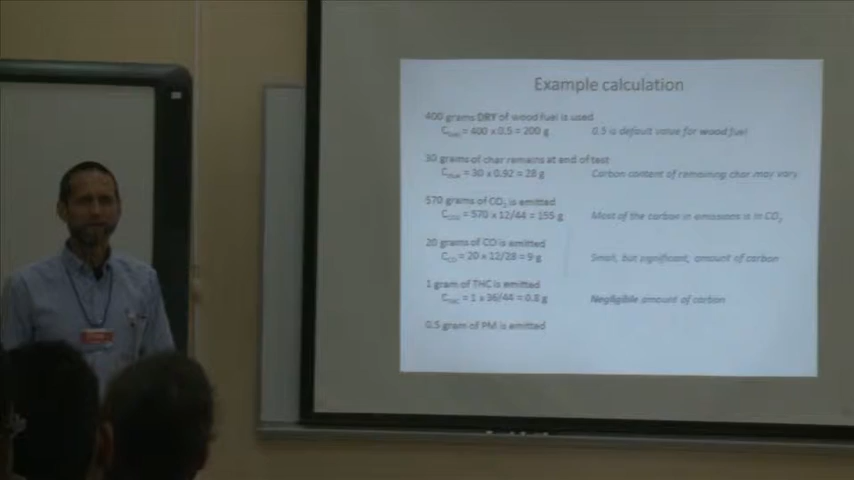 Example calculation
400 grams DRY of wood fuel is used
C_fuel = 400 x 0.5 = 200 g 0.5 is default value for wood fuel
30 grams of char remains at end of test
C_char = 30 x 0.92 = 28 g Carbon content of remaining char may vary
570 grams of CO₂ is emitted
C_CO2 = 570 x 12/44 = 155 g Most of the carbon in emissions is in CO₂
20 grams of CO is emitted
C_CO = 20 x 12/28 = 9 g Small, but significant, amount of carbon
1 gram of THC is emitted
C_THC = 1 x 36/44 = 0.8 g Negligible amount of carbon
0.5 gram of PM is emitted